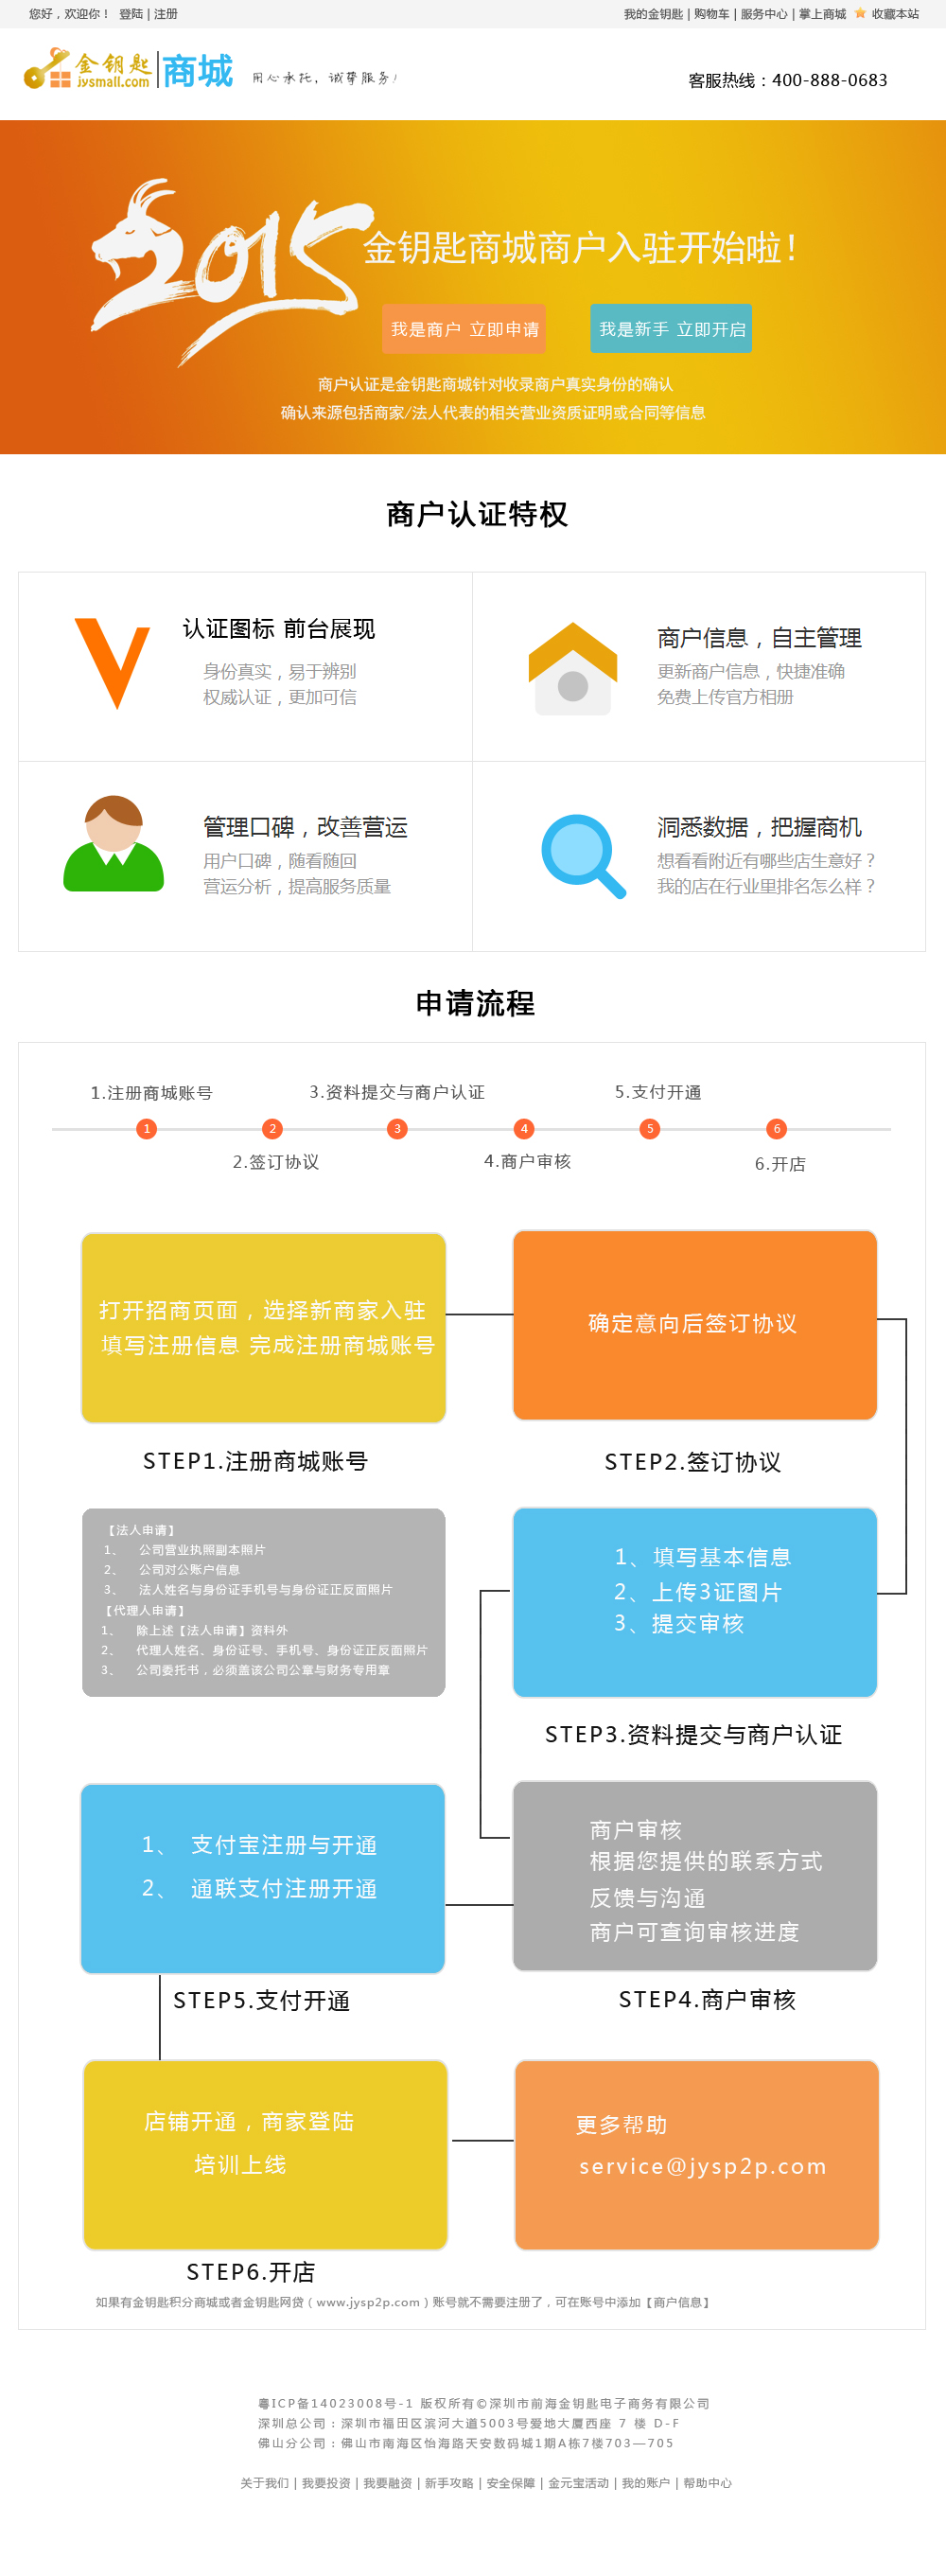 您好，欢迎你！ 登陆 | 注册
我的金钥匙 | 购物车 | 服务中心 | 掌上商城 收藏本站
金钥匙 商城
jysmall.com
用心承托，诚挚服务！
客服热线：400-888-0683
2015
金钥匙商城商户入驻开始啦！
我是商户 立即申请
我是新手 立即开启
商户认证是金钥匙商城针对收录商户真实身份的确认
确认来源包括商家/法人代表的相关营业资质证明或合同等信息
商户认证特权
认证图标 前台展现
身份真实，易于辨别
权威认证，更加可信
商户信息，自主管理
更新商户信息，快捷准确
免费上传官方相册
管理口碑，改善营运
用户口碑，随看随回
营运分析，提高服务质量
洞悉数据，把握商机
想看看附近有哪些店生意好？
我的店在行业里排名怎么样？
申请流程
1.注册商城账号
3.资料提交与商户认证
5.支付开通
1 2 3 4 5 6
2.签订协议
4.商户审核
6.开店
打开招商页面，选择新商家入驻
填写注册信息 完成注册商城账号
确定意向后签订协议
STEP1.注册商城账号
STEP2.签订协议
【法人申请】
1、 公司营业执照副本照片
2、 公司对公账户信息
3、 法人姓名与身份证手机号与身份证正反面照片
【代理人申请】
1、 除上述【法人申请】资料外
2、 代理人姓名、身份证号、手机号、身份证正反面照片
3、 公司委托书，必须盖该公司公章与财务专用章
1、填写基本信息
2、上传3证图片
3、提交审核
STEP3.资料提交与商户认证
1、 支付宝注册与开通
2、 通联支付注册开通
商户审核
根据您提供的联系方式
反馈与沟通
商户可查询审核进度
STEP5.支付开通
STEP4.商户审核
店铺开通，商家登陆
培训上线
更多帮助
service@jysp2p.com
STEP6.开店
如果有金钥匙积分商城或者金钥匙网贷（www.jysp2p.com）账号就不需要注册了，可在账号中添加【商户信息】
粤ICP备14023008号-1 版权所有©深圳市前海金钥匙电子商务有限公司
深圳总公司：深圳市福田区滨河大道5003号爱地大厦西座 7 楼 D-F
佛山分公司：佛山市南海区怡海路天安数码城1期A栋7楼703—705
关于我们 | 我要投资 | 我要融资 | 新手攻略 | 安全保障 | 金元宝活动 | 我的账户 | 帮助中心